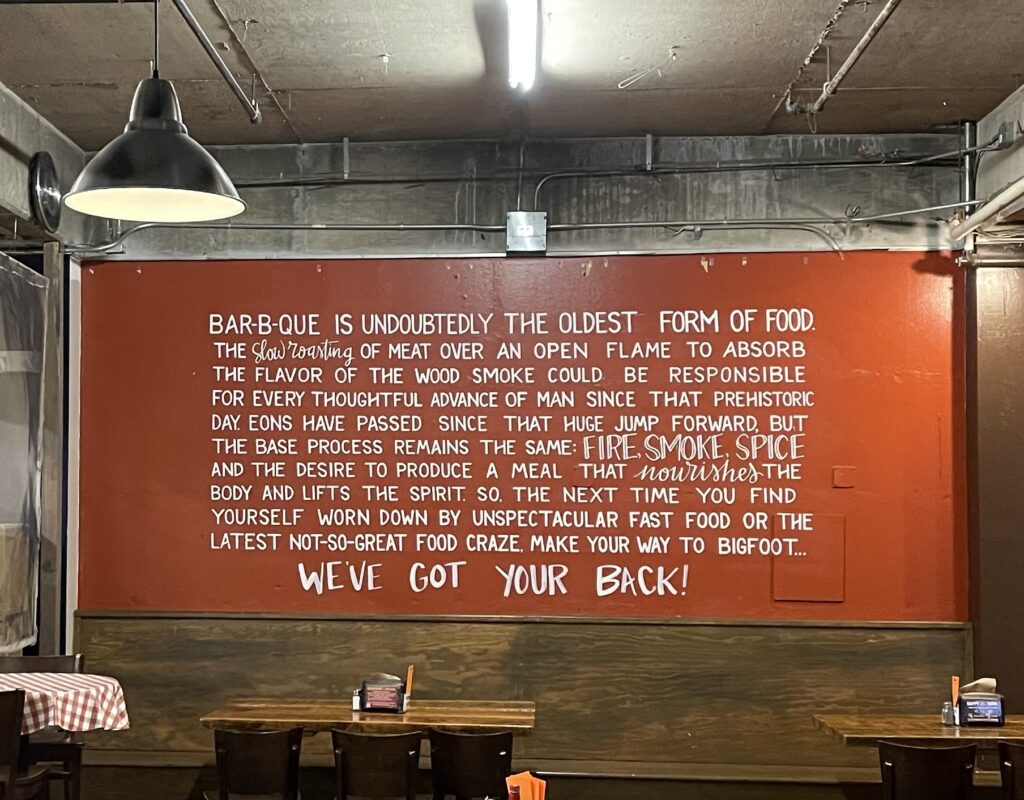 BAR-B-QUE IS UNDOUBTEDLY THE OLDEST FORM OF FOOD.
THE slow roasting OF MEAT OVER AN OPEN FLAME TO ABSORB
THE FLAVOR OF THE WOOD SMOKE COULD BE RESPONSIBLE
FOR EVERY THOUGHTFUL ADVANCE OF MAN SINCE THAT PREHISTORIC
DAY. EONS HAVE PASSED SINCE THAT HUGE JUMP FORWARD, BUT
THE BASE PROCESS REMAINS THE SAME: FIRE, SMOKE, SPICE
AND THE DESIRE TO PRODUCE A MEAL THAT nourishes THE
BODY AND LIFTS THE SPIRIT. SO, THE NEXT TIME YOU FIND
YOURSELF WORN DOWN BY UNSPECTACULAR FAST FOOD OR THE
LATEST NOT-SO-GREAT FOOD CRAZE, MAKE YOUR WAY TO BIGFOOT...
WE'VE GOT YOUR BACK!